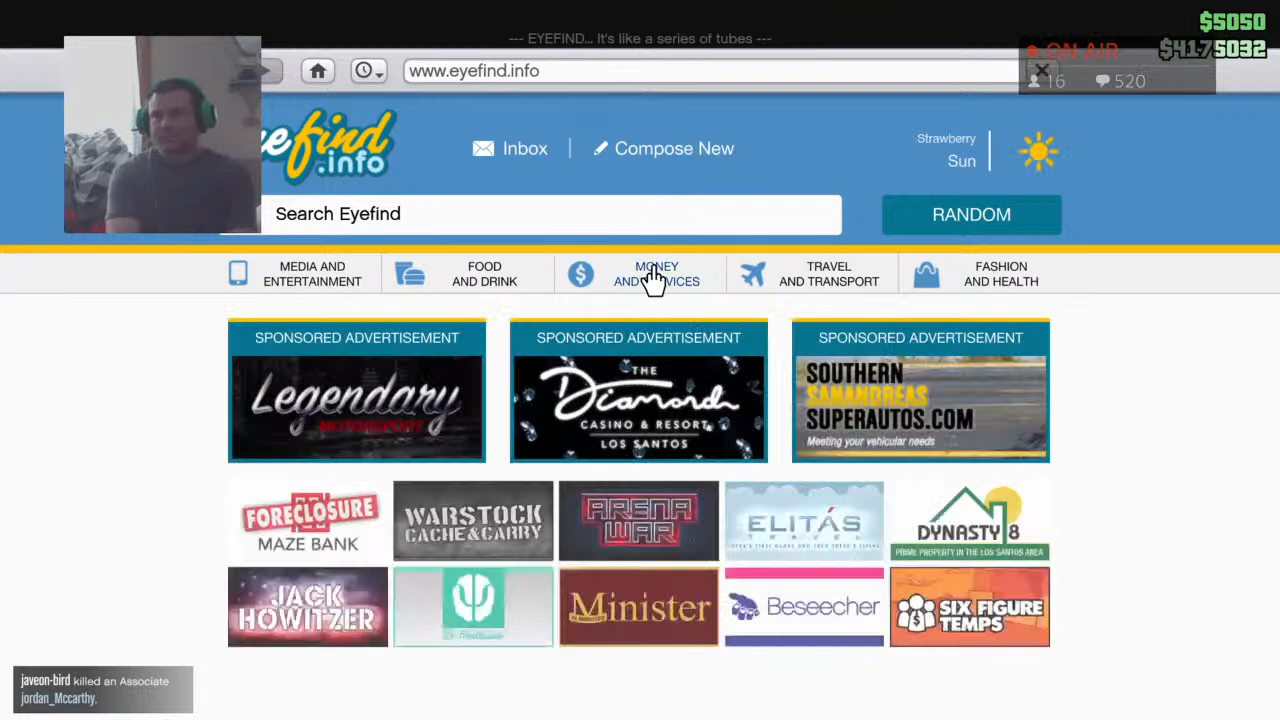 $5050
--- EYEFIND... It's like a series of tubes ---
ON AIR
$4175032
www.eyefind.info
16
520
efind
.info
Inbox
Compose New
Strawberry
Sun
Search Eyefind
RANDOM
MEDIA AND
ENTERTAINMENT
FOOD
AND DRINK
MONEY
AND SERVICES
TRAVEL
AND TRANSPORT
FASHION
AND HEALTH
SPONSORED ADVERTISEMENT
SPONSORED ADVERTISEMENT
SPONSORED ADVERTISEMENT
Legendary
MOTORSPORT
THE
Diamond
CASINO & RESORT
LOS SANTOS
SOUTHERN
SANANDREAS
SUPERAUTOS.COM
Meeting your vehicular needs
FORECLOSURE
MAZE BANK
WARSTOCK
CACHE&CARRY
ARENA
WAR
ELITÁS
TRAVEL
DYNASTY 8
PRIME PROPERTY IN THE LOS SANTOS AREA
JACK
HOWITZER
Minister
Beseecher
SIX FIGURE
TEMPS
javeon-bird killed an Associate
jordan_Mccarthy.